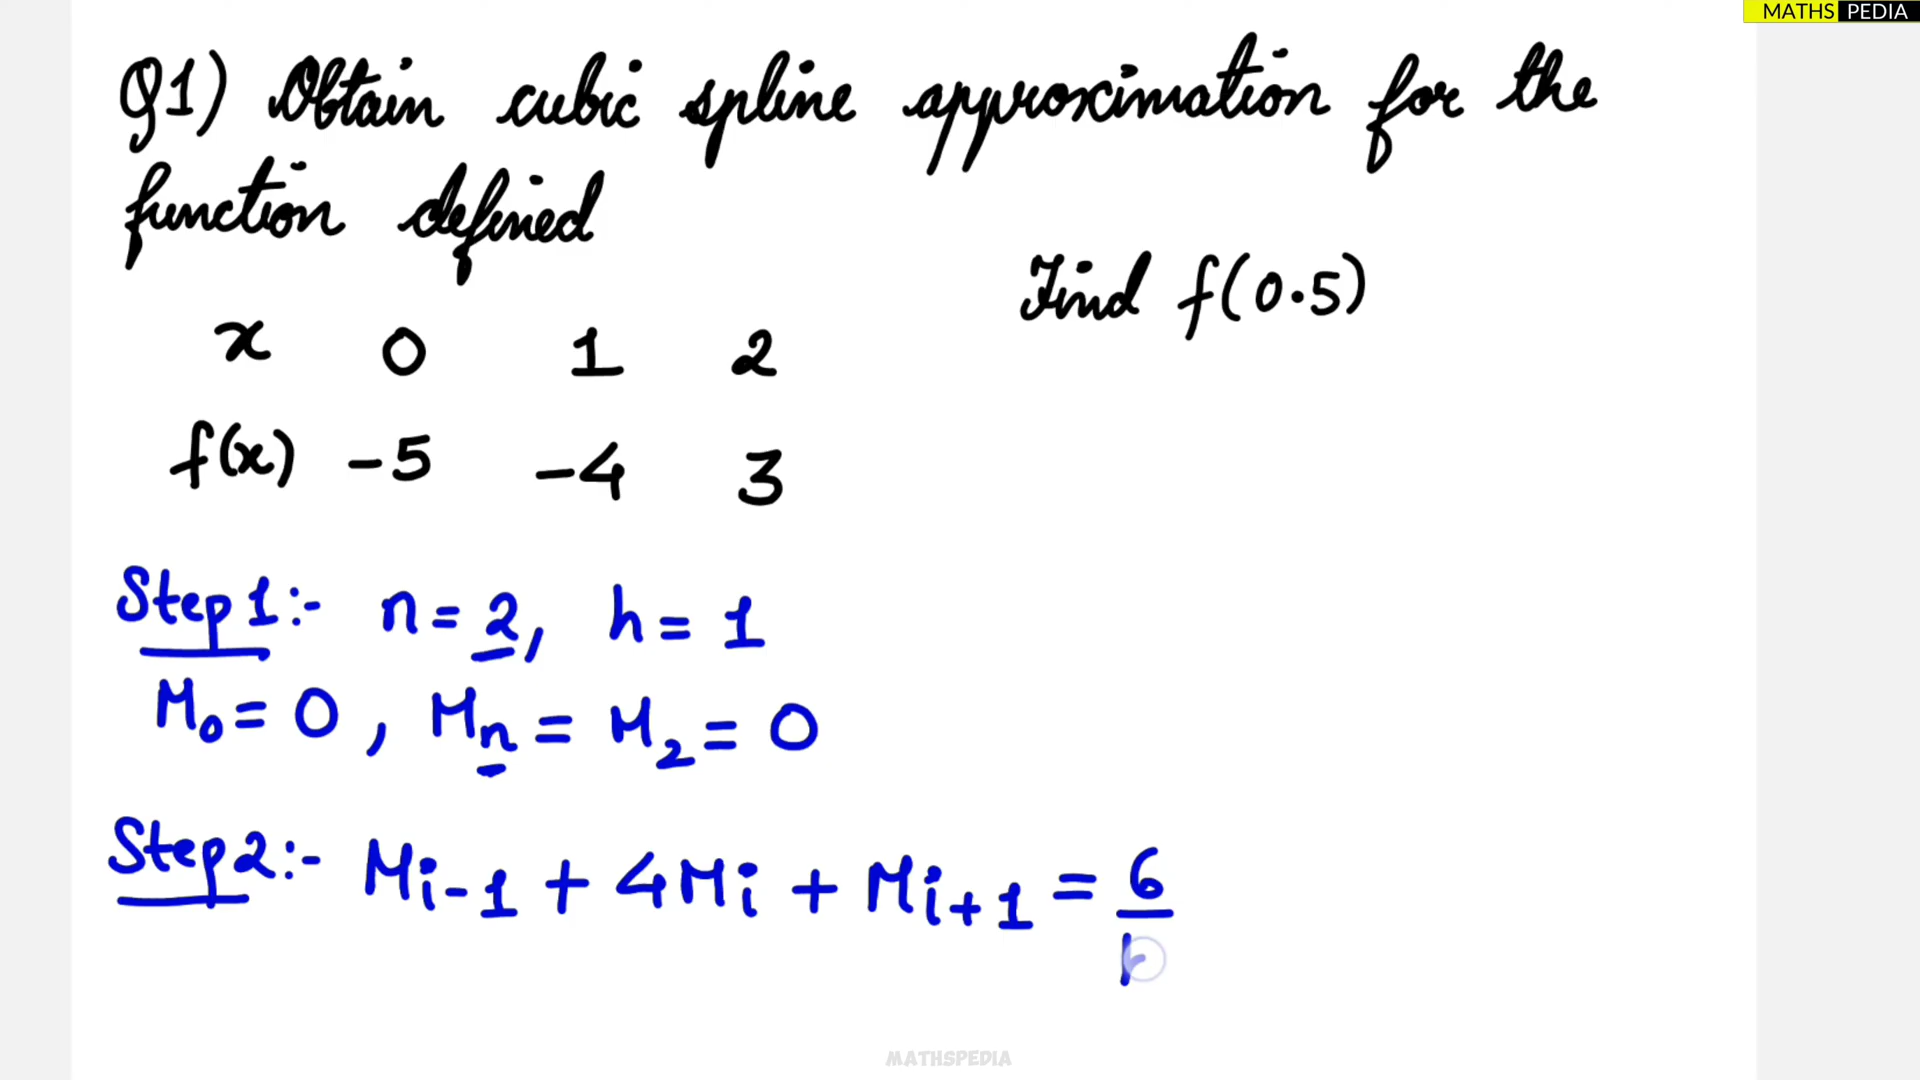 MATHS PEDIA
Q1) Obtain cubic spline approximation for the
function defined
Find f(0.5)
x 0 1 2
f(x) -5 -4 3
Step 1:- n = 2, h = 1
M₀ = 0, Mₙ = M₂ = 0
Step 2:- Mᵢ₋₁ + 4Mᵢ + Mᵢ₊₁ = 6/
MATHSPEDIA